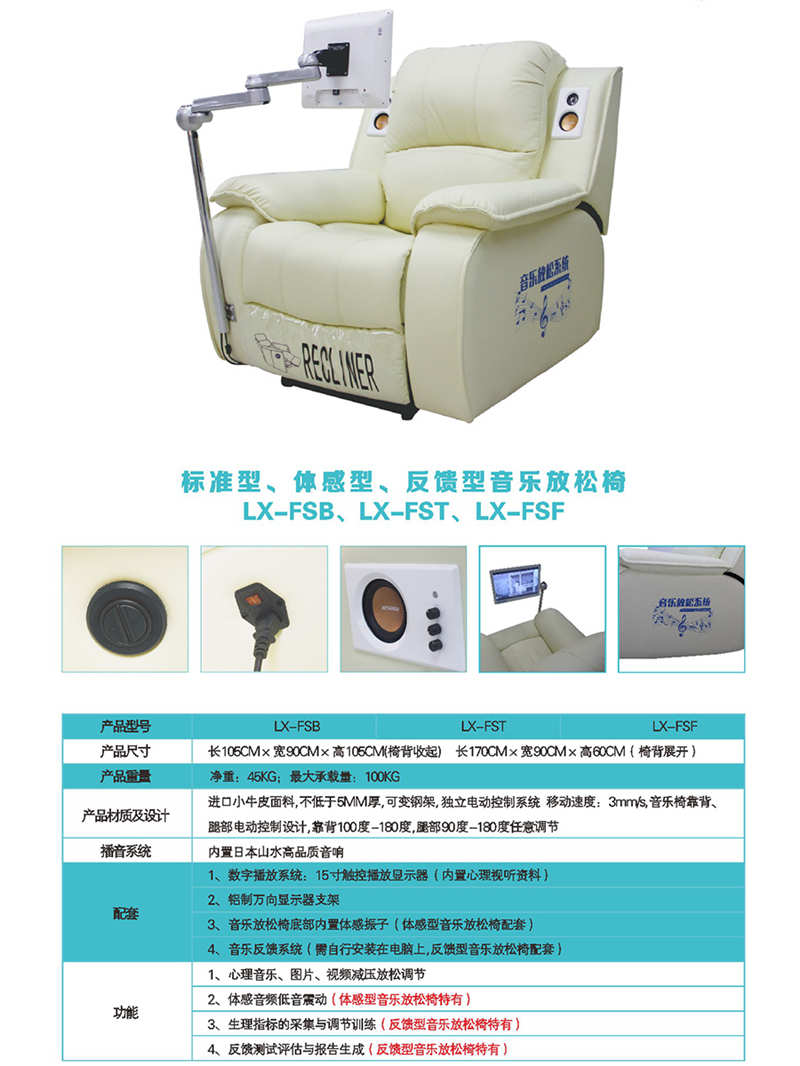 音乐放松系统
RECLINER
标准型、体感型、反馈型音乐放松椅
LX-FSB、LX-FST、LX-FSF
音乐放松系统
产品型号 LX-FSB LX-FST LX-FSF
产品尺寸 长105CM×宽90CM×高105CM(椅背收起) 长170CM×宽90CM×高60CM(椅背展开)
产品重量 净重:45KG;最大承载量:100KG
产品材质及设计 进口小牛皮面料,不低于5MM厚,可变钢架,独立电动控制系统 移动速度:3mm/s,音乐椅靠背、
腿部电动控制设计,靠背100度-180度,腿部90度-180度任意调节
播音系统 内置日本山水高品质音响
配套
1、数字播放系统:15寸触控播放显示器(内置心理视听资料)
2、铝制万向显示器支架
3、音乐放松椅底部内置体感振子(体感型音乐放松椅配套)
4、音乐反馈系统(需自行安装在电脑上,反馈型音乐放松椅配套)
功能
1、心理音乐、图片、视频减压放松调节
2、体感音频低音震动(体感型音乐放松椅特有)
3、生理指标的采集与调节训练(反馈型音乐放松椅特有)
4、反馈测试评估与报告生成(反馈型音乐放松椅特有)